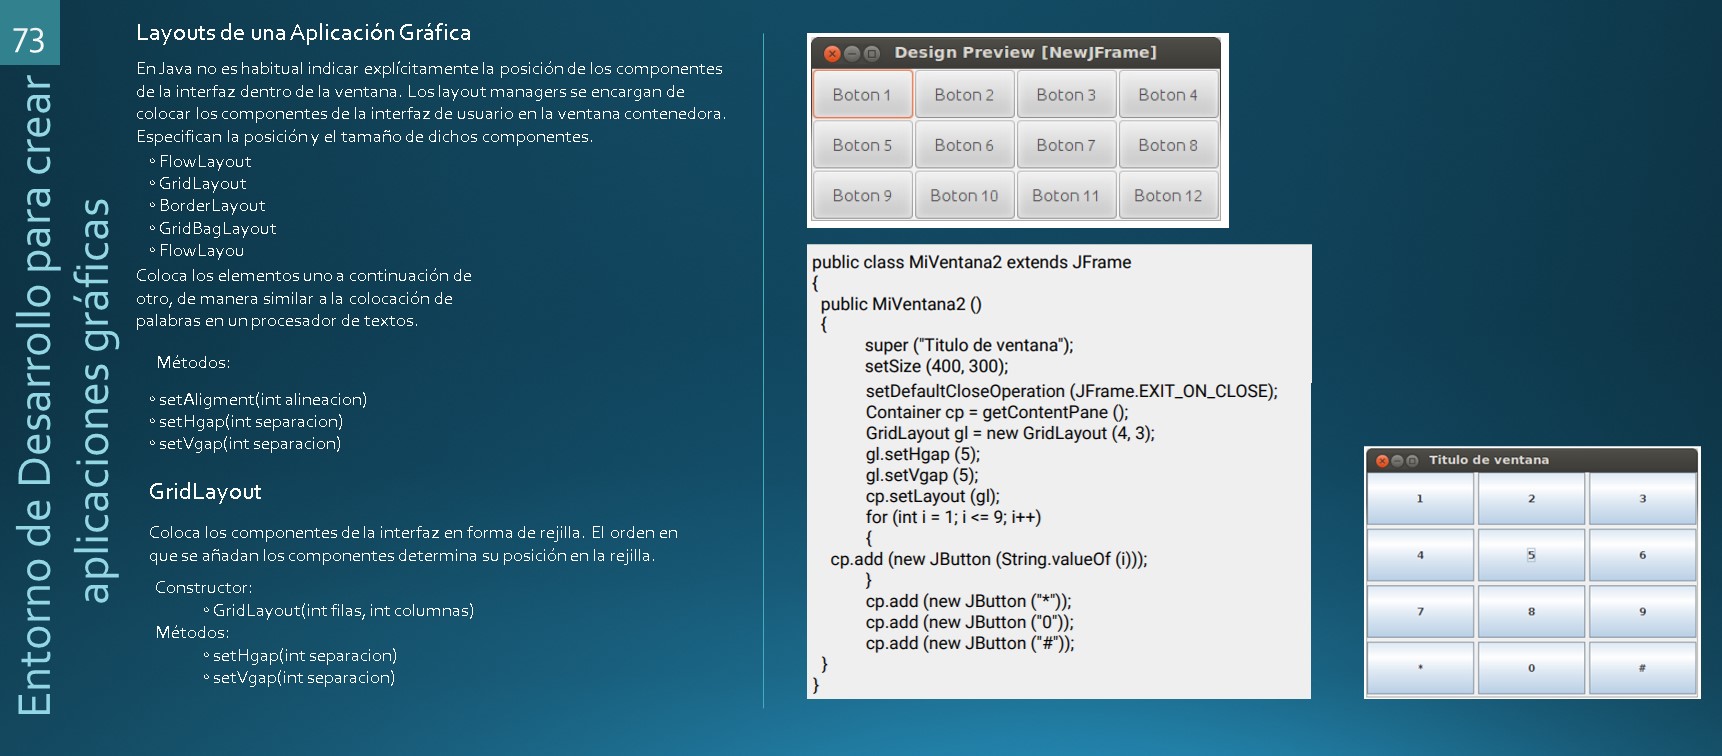 73
Entorno de Desarrollo para crear
aplicaciones gráficas
Layouts de una Aplicación Gráfica
En Java no es habitual indicar explícitamente la posición de los componentes
de la interfaz dentro de la ventana. Los layout managers se encargan de
colocar los componentes de la interfaz de usuario en la ventana contenedora.
Especifican la posición y el tamaño de dichos componentes.
◦ FlowLayout
◦ GridLayout
◦ BorderLayout
◦ GridBagLayout
◦ FlowLayou
Coloca los elementos uno a continuación de
otro, de manera similar a la colocación de
palabras en un procesador de textos.
Métodos:
◦ setAligment(int alineacion)
◦ setHgap(int separacion)
◦ setVgap(int separacion)
GridLayout
Coloca los componentes de la interfaz en forma de rejilla. El orden en
que se añadan los componentes determina su posición en la rejilla.
Constructor:
◦ GridLayout(int filas, int columnas)
Métodos:
◦ setHgap(int separacion)
◦ setVgap(int separacion)
Design Preview [NewJFrame]
Boton 1 Boton 2 Boton 3 Boton 4
Boton 5 Boton 6 Boton 7 Boton 8
Boton 9 Boton 10 Boton 11 Boton 12
public class MiVentana2 extends JFrame
{
public MiVentana2 ()
{
super ("Titulo de ventana");
setSize (400, 300);
setDefaultCloseOperation (JFrame.EXIT_ON_CLOSE);
Container cp = getContentPane ();
GridLayout gl = new GridLayout (4, 3);
gl.setHgap (5);
gl.setVgap (5);
cp.setLayout (gl);
for (int i = 1; i <= 9; i++)
{
cp.add (new JButton (String.valueOf (i)));
}
cp.add (new JButton ("*"));
cp.add (new JButton ("0"));
cp.add (new JButton ("#"));
}
}
Titulo de ventana
1 2 3
4 5 6
7 8 9
* 0 #